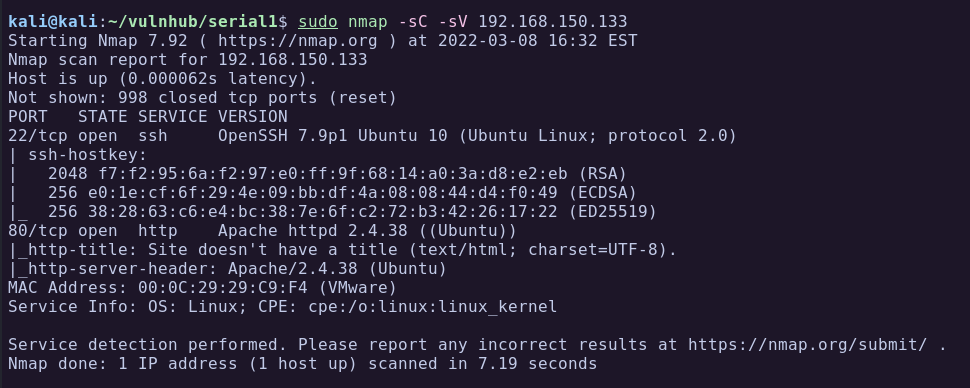 kali@kali:~/vulnhub/serial1$ sudo nmap -sC -sV 192.168.150.133
Starting Nmap 7.92 ( https://nmap.org ) at 2022-03-08 16:32 EST
Nmap scan report for 192.168.150.133
Host is up (0.000062s latency).
Not shown: 998 closed tcp ports (reset)
PORT   STATE SERVICE VERSION
22/tcp open  ssh     OpenSSH 7.9p1 Ubuntu 10 (Ubuntu Linux; protocol 2.0)
| ssh-hostkey:
|   2048 f7:f2:95:6a:f2:97:e0:ff:9f:68:14:a0:3a:d8:e2:eb (RSA)
|   256 e0:1e:cf:6f:29:4e:09:bb:df:4a:08:08:44:d4:f0:49 (ECDSA)
|_  256 38:28:63:c6:e4:bc:38:7e:6f:c2:72:b3:42:26:17:22 (ED25519)
80/tcp open  http    Apache httpd 2.4.38 ((Ubuntu))
|_http-title: Site doesn't have a title (text/html; charset=UTF-8).
|_http-server-header: Apache/2.4.38 (Ubuntu)
MAC Address: 00:0C:29:29:C9:F4 (VMware)
Service Info: OS: Linux; CPE: cpe:/o:linux:linux_kernel

Service detection performed. Please report any incorrect results at https://nmap.org/submit/ .
Nmap done: 1 IP address (1 host up) scanned in 7.19 seconds